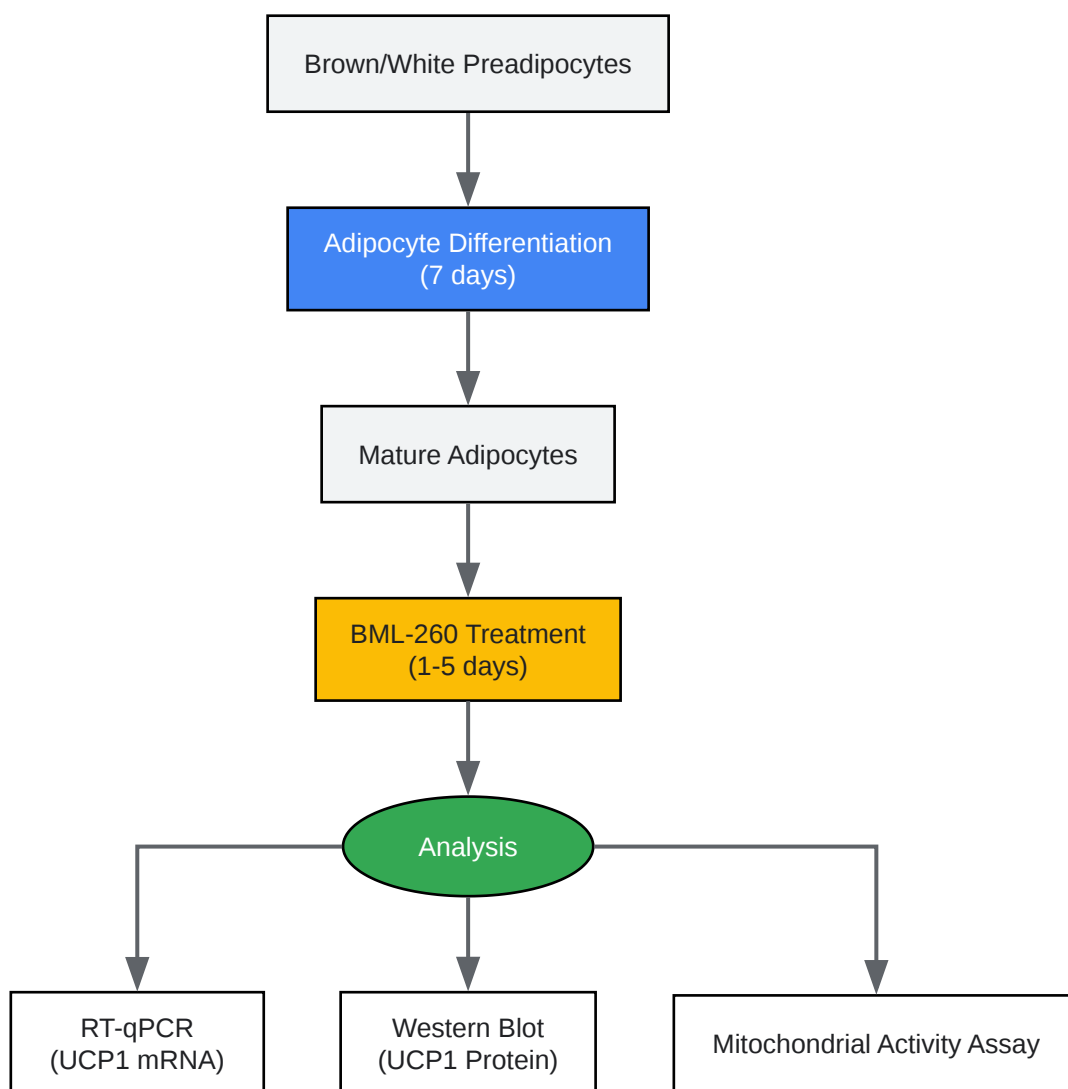 Brown/White Preadipocytes
Adipocyte Differentiation
(7 days)
Mature Adipocytes
BML-260 Treatment
(1-5 days)
Analysis
RT-qPCR
(UCP1 mRNA)
Western Blot
(UCP1 Protein)
Mitochondrial Activity Assay